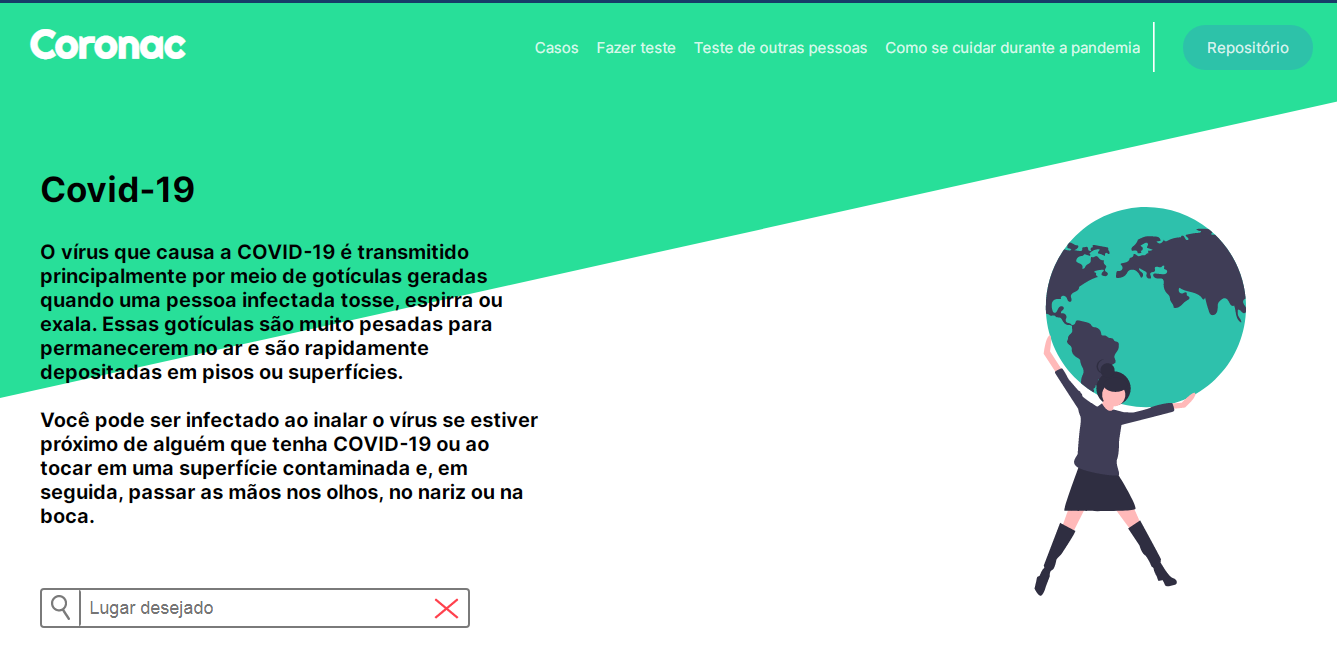 Coronac
Casos Fazer teste Teste de outras pessoas Como se cuidar durante a pandemia Repositório
Covid-19
O vírus que causa a COVID-19 é transmitido
principalmente por meio de gotículas geradas
quando uma pessoa infectada tosse, espirra ou
exala. Essas gotículas são muito pesadas para
permanecerem no ar e são rapidamente
depositadas em pisos ou superfícies.
Você pode ser infectado ao inalar o vírus se estiver
próximo de alguém que tenha COVID-19 ou ao
tocar em uma superfície contaminada e, em
seguida, passar as mãos nos olhos, no nariz ou na
boca.
Lugar desejado